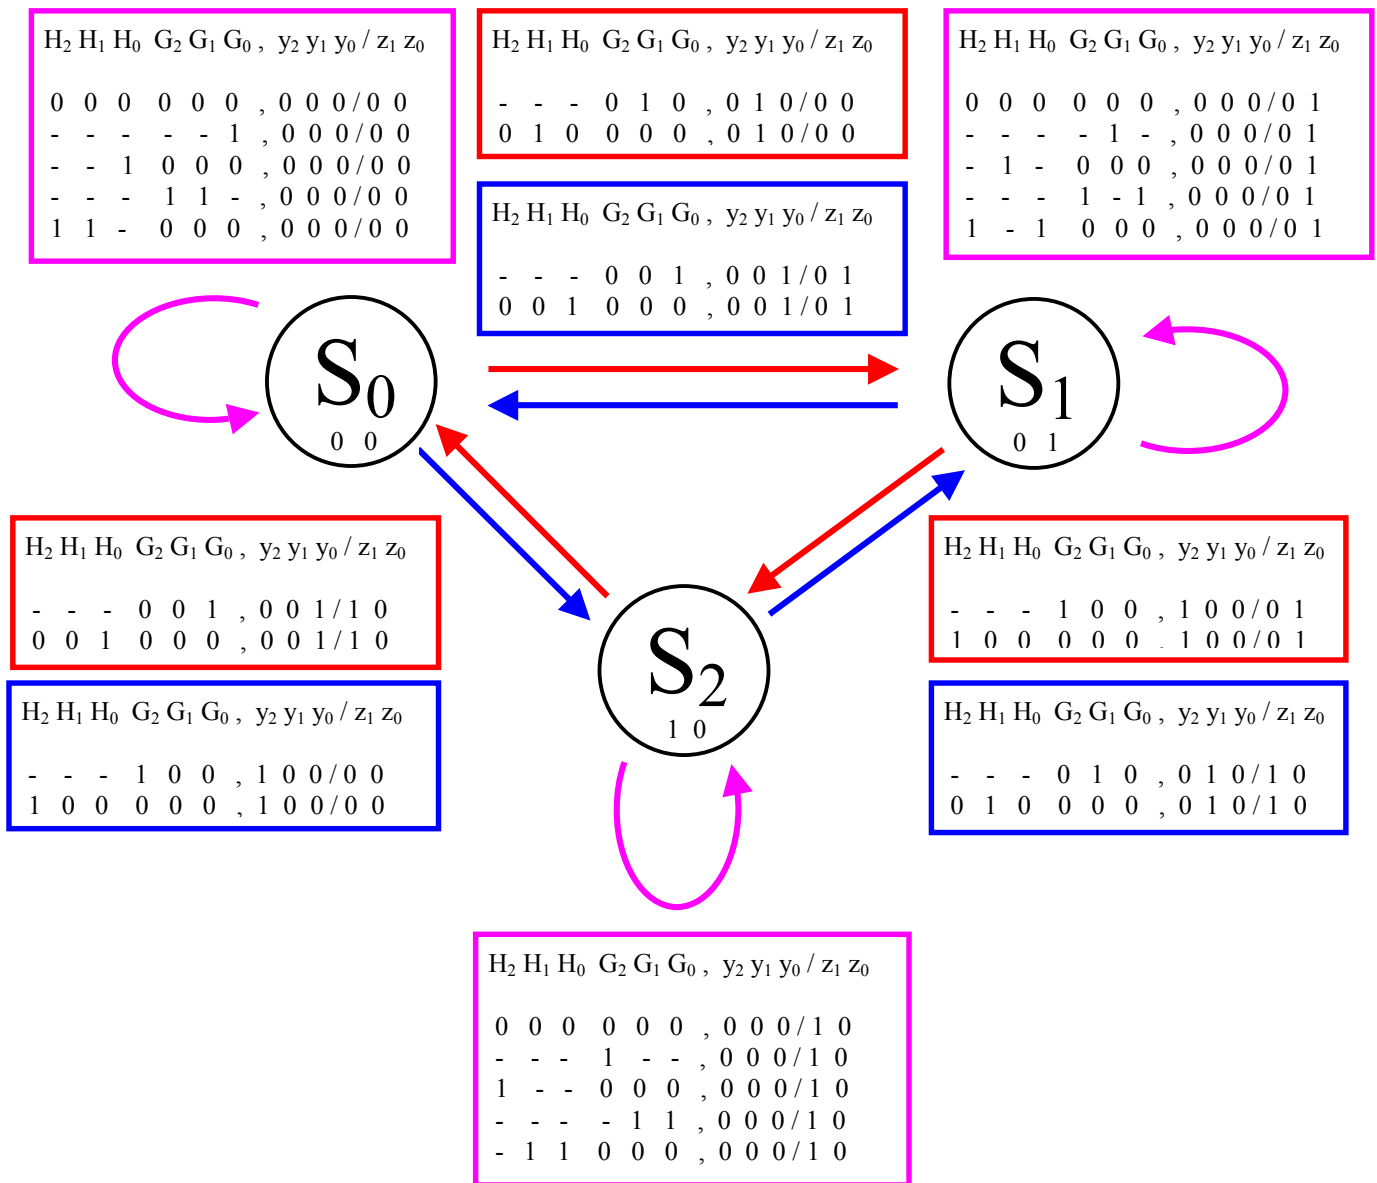 H₂ H₁ H₀ G₂ G₁ G₀ , y₂ y₁ y₀ / z₁ z₀
0 0 0 0 0 0 , 0 0 0 / 0 0
- - - - - 1 , 0 0 0 / 0 0
- - 1 0 0 0 , 0 0 0 / 0 0
- - - 1 1 - , 0 0 0 / 0 0
1 1 - 0 0 0 , 0 0 0 / 0 0
H₂ H₁ H₀ G₂ G₁ G₀ , y₂ y₁ y₀ / z₁ z₀
- - - 0 1 0 , 0 1 0 / 0 0
0 1 0 0 0 0 , 0 1 0 / 0 0
H₂ H₁ H₀ G₂ G₁ G₀ , y₂ y₁ y₀ / z₁ z₀
0 0 0 0 0 0 , 0 0 0 / 0 1
- - - - 1 - , 0 0 0 / 0 1
- 1 - 0 0 0 , 0 0 0 / 0 1
- - - 1 - 1 , 0 0 0 / 0 1
1 - 1 0 0 0 , 0 0 0 / 0 1
H₂ H₁ H₀ G₂ G₁ G₀ , y₂ y₁ y₀ / z₁ z₀
- - - 0 0 1 , 0 0 1 / 0 1
0 0 1 0 0 0 , 0 0 1 / 0 1
S₀
0 0
S₁
0 1
H₂ H₁ H₀ G₂ G₁ G₀ , y₂ y₁ y₀ / z₁ z₀
- - - 0 0 1 , 0 0 1 / 1 0
0 0 1 0 0 0 , 0 0 1 / 1 0
H₂ H₁ H₀ G₂ G₁ G₀ , y₂ y₁ y₀ / z₁ z₀
- - - 1 0 0 , 1 0 0 / 0 1
1 0 0 0 0 0 , 1 0 0 / 0 1
S₂
1 0
H₂ H₁ H₀ G₂ G₁ G₀ , y₂ y₁ y₀ / z₁ z₀
- - - 1 0 0 , 1 0 0 / 0 0
1 0 0 0 0 0 , 1 0 0 / 0 0
H₂ H₁ H₀ G₂ G₁ G₀ , y₂ y₁ y₀ / z₁ z₀
- - - 0 1 0 , 0 1 0 / 1 0
0 1 0 0 0 0 , 0 1 0 / 1 0
H₂ H₁ H₀ G₂ G₁ G₀ , y₂ y₁ y₀ / z₁ z₀
0 0 0 0 0 0 , 0 0 0 / 1 0
- - - 1 - - , 0 0 0 / 1 0
1 - - 0 0 0 , 0 0 0 / 1 0
- - - - 1 1 , 0 0 0 / 1 0
- 1 1 0 0 0 , 0 0 0 / 1 0